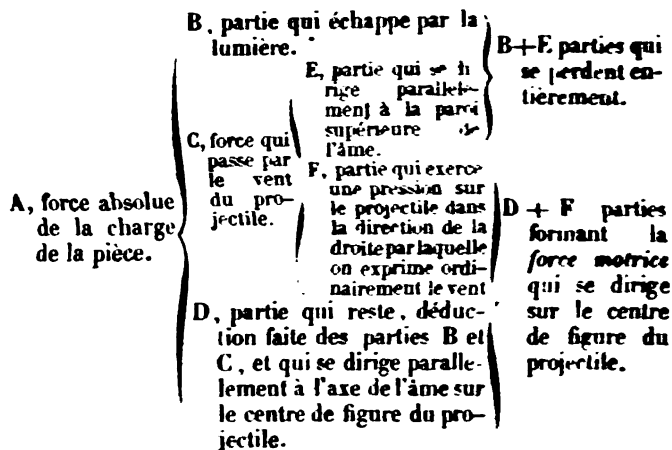 B, partie qui échappe par la
lumière.
B+E parties qui
se perdent en-
tièrement.
E, partie qui se di
rige parallèle-
ment à la paroi
supérieure de
l'âme.
C, force qui
passe par
le vent
du pro-
jectile.
F, partie qui exerce
une pression sur
le projectile dans
la direction de la
droite par laquelle
on exprime ordi-
nairement le vent
A, force absolue
de la charge
de la pièce.
D + F parties
formant la
force motrice
qui se dirige
sur le centre
de figure du
projectile.
D, partie qui reste, déduc-
tion faite des parties B et
C, et qui se dirige parallè-
lement à l'axe de l'âme sur
le centre de figure du pro-
jectile.